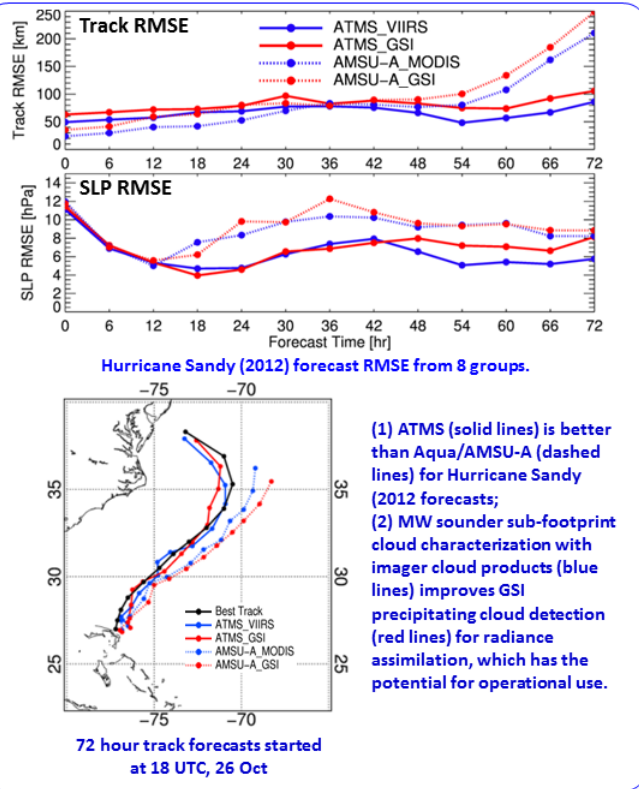 Track RMSE
ATMS_VIIRS
ATMS_GSI
AMSU-A_MODIS
AMSU-A_GSI
Track RMSE [km]
250
200
150
100
50
0
0 6 12 18 24 30 36 42 48 54 60 66 72
SLP RMSE
SLP RMSE [hPa]
14
12
10
8
6
4
2
0
0 6 12 18 24 30 36 42 48 54 60 66 72
Forecast Time [hr]
Hurricane Sandy (2012) forecast RMSE from 8 groups.
-75 -70
35 35
30 30
25 25
Best Track
ATMS_VIIRS
ATMS_GSI
AMSU-A_MODIS
AMSU-A_GSI
-75 -70
72 hour track forecasts started
at 18 UTC, 26 Oct
(1) ATMS (solid lines) is better
than Aqua/AMSU-A (dashed
lines) for Hurricane Sandy
(2012 forecasts;
(2) MW sounder sub-footprint
cloud characterization with
imager cloud products (blue
lines) improves GSI
precipitating cloud detection
(red lines) for radiance
assimilation, which has the
potential for operational use.